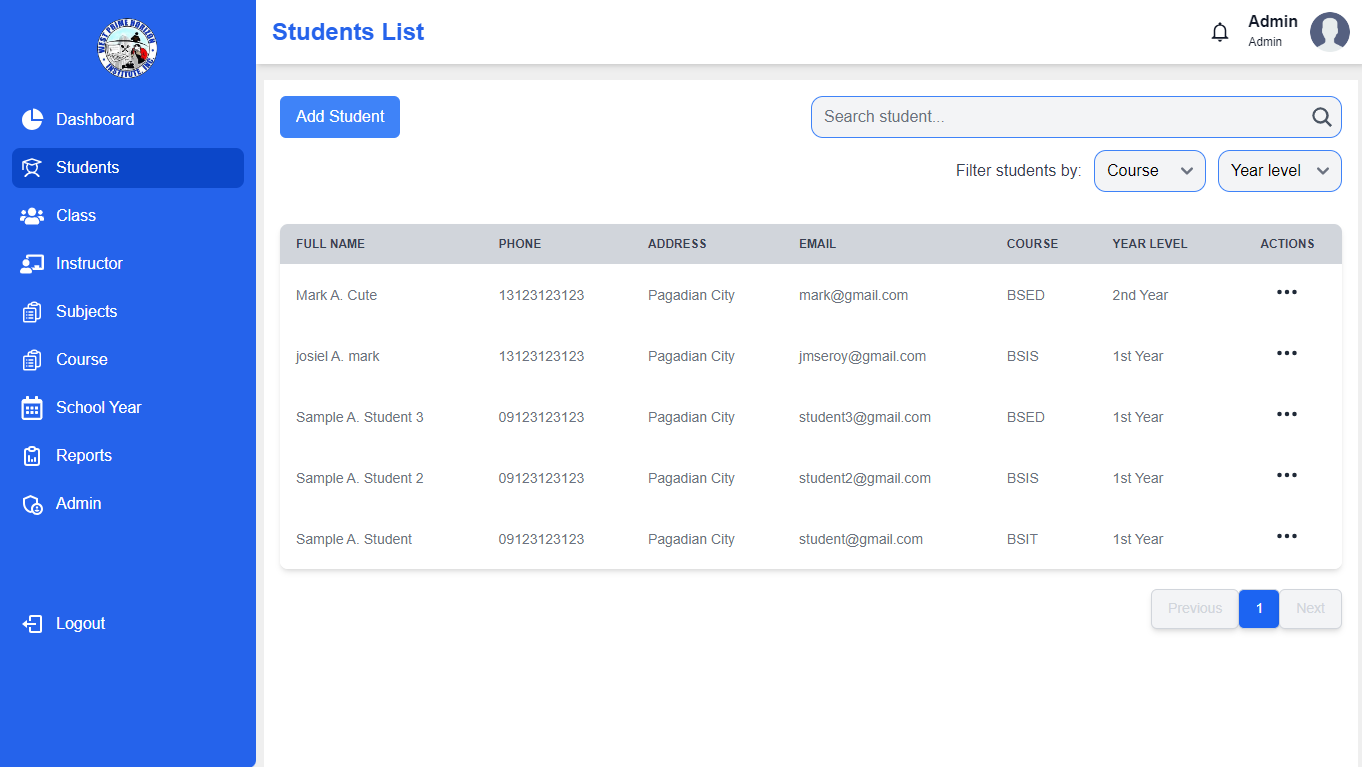 WEST PRIME HORIZON
INSTITUTE, INC.
Dashboard
Students
Class
Instructor
Subjects
Course
School Year
Reports
Admin
Logout
Students List
Admin
Admin
Add Student
Search student...
Filter students by: Course Year level
FULL NAME PHONE ADDRESS EMAIL COURSE YEAR LEVEL ACTIONS
Mark A. Cute 13123123123 Pagadian City mark@gmail.com BSED 2nd Year
josiel A. mark 13123123123 Pagadian City jmseroy@gmail.com BSIS 1st Year
Sample A. Student 3 09123123123 Pagadian City student3@gmail.com BSED 1st Year
Sample A. Student 2 09123123123 Pagadian City student2@gmail.com BSIS 1st Year
Sample A. Student 09123123123 Pagadian City student@gmail.com BSIT 1st Year
Previous 1 Next